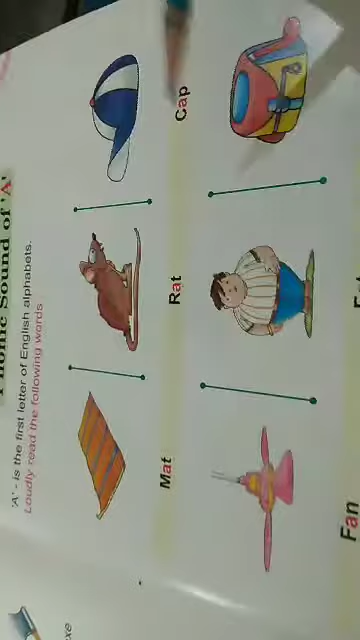 Phonic Sound of 'A'
'A' - is the first letter of English alphabets.
Loudly read the following words
Mat Rat Cap
Fan